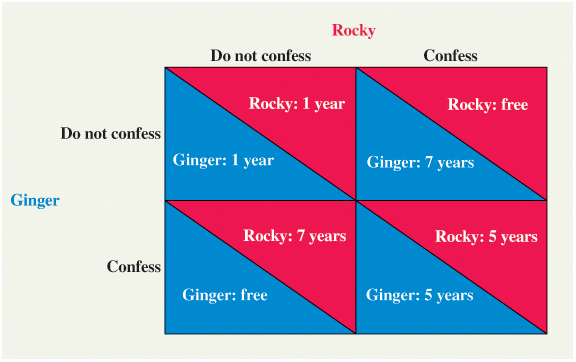 Rocky
Do not confess
Confess
Do not confess
Rocky: 1 year
Ginger: 1 year
Rocky: free
Ginger: 7 years
Ginger
Confess
Rocky: 7 years
Ginger: free
Rocky: 5 years
Ginger: 5 years